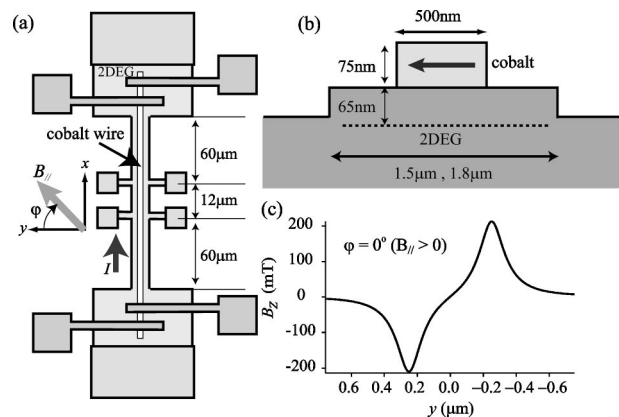 (a)
2DEG
cobalt wire
B//
x
φ
y
I
60μm
12μm
60μm
(b)
500nm
75nm
cobalt
65nm
2DEG
1.5μm , 1.8μm
(c)
φ = 0° (B// > 0)
BZ (mT)
200
100
0
-100
-200
0.6 0.4 0.2 0.0 −0.2 −0.4 −0.6
y (μm)